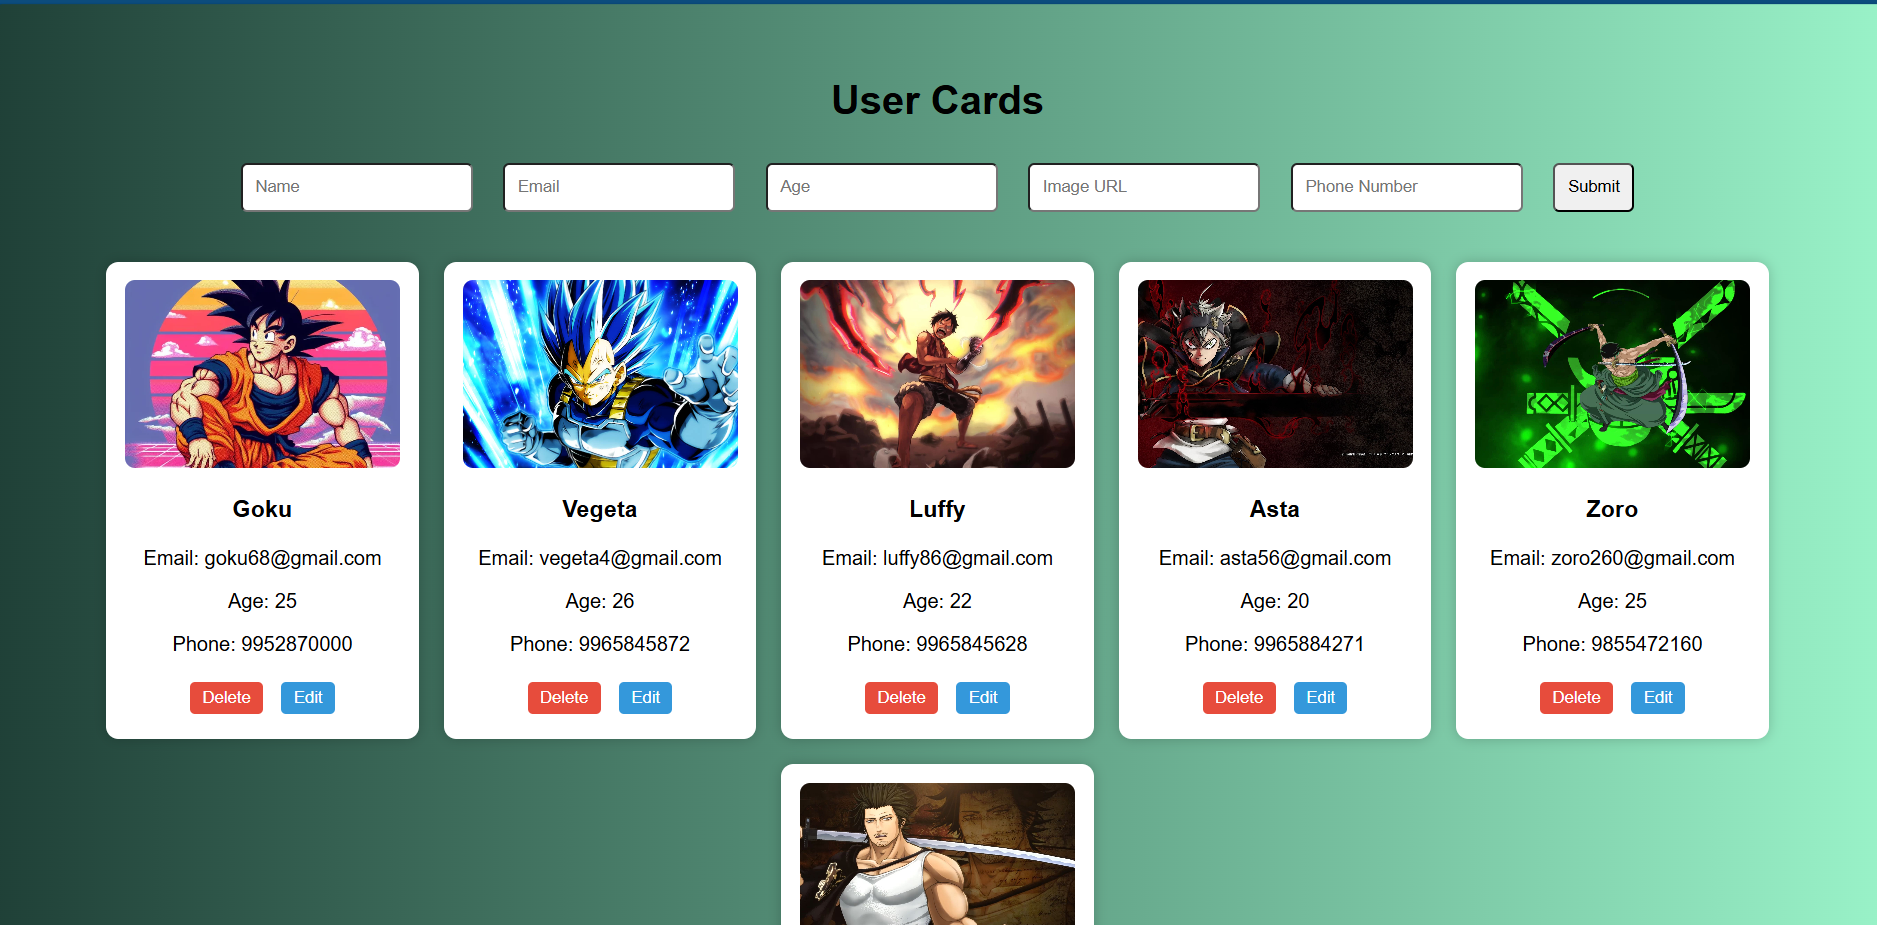 User Cards
Name Email Age Image URL Phone Number Submit
Goku
Email: goku68@gmail.com
Age: 25
Phone: 9952870000
Delete Edit
Vegeta
Email: vegeta4@gmail.com
Age: 26
Phone: 9965845872
Delete Edit
Luffy
Email: luffy86@gmail.com
Age: 22
Phone: 9965845628
Delete Edit
Asta
Email: asta56@gmail.com
Age: 20
Phone: 9965884271
Delete Edit
Zoro
Email: zoro260@gmail.com
Age: 25
Phone: 9855472160
Delete Edit